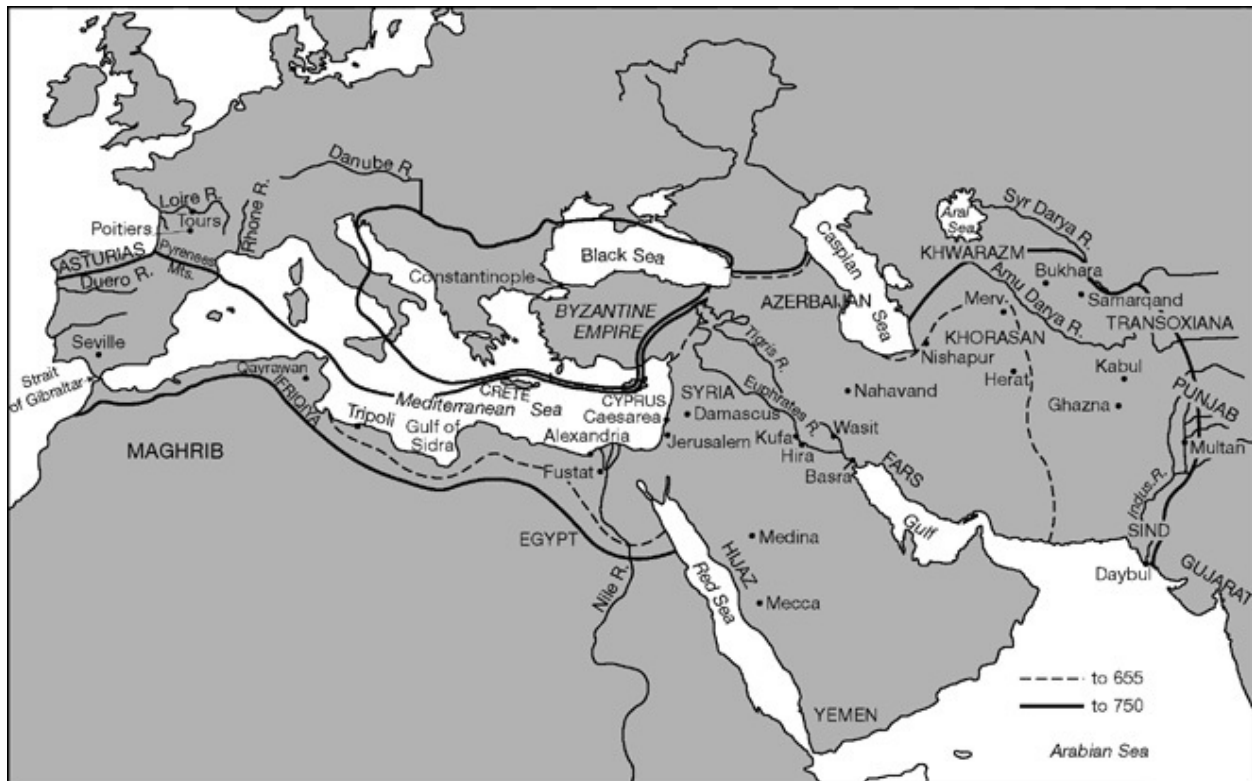 Danube R.
Loire R.
Tours
Poitiers
Rhone R.
ASTURIAS
Pyrenees
Mts.
Duero R.
Seville
Strait
of Gibraltar
Qayrawan
IFRIQIYA
Tripoli
MAGHRIB
Mediterranean
Sea
Gulf of
Sidra
CRETE
Constantinople
Black Sea
BYZANTINE
EMPIRE
CYPRUS
Caesarea
SYRIA
Damascus
Jerusalem
Alexandria
Fustat
EGYPT
Nile R.
Red Sea
HIJAZ
Medina
Mecca
YEMEN
Tigris R.
Euphrates R.
Kufa
Hira
Wasit
Basra
FARS
Gulf
Nahavand
AZERBAIJAN
Caspian
Sea
Aral
Sea
Syr Darya R.
KHWARAZM
Amu Darya R.
Bukhara
Samarqand
TRANSOXIANA
Merv
KHORASAN
Nishapur
Herat
Kabul
Ghazna
PUNJAB
Multan
Indus R.
SIND
Daybul
GUJARAT
to 655
to 750
Arabian Sea